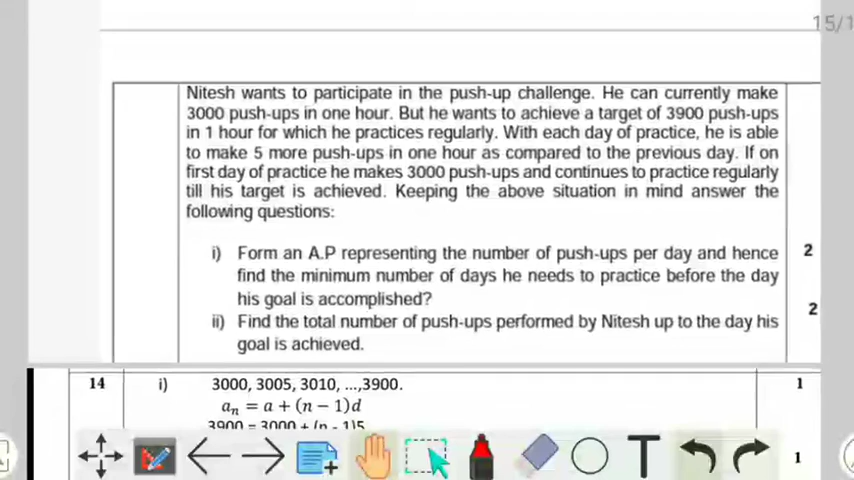 15/1
Nitesh wants to participate in the push-up challenge. He can currently make
3000 push-ups in one hour. But he wants to achieve a target of 3900 push-ups
in 1 hour for which he practices regularly. With each day of practice, he is able
to make 5 more push-ups in one hour as compared to the previous day. If on
first day of practice he makes 3000 push-ups and continues to practice regularly
till his target is achieved. Keeping the above situation in mind answer the
following questions:
i) Form an A.P representing the number of push-ups per day and hence 2
find the minimum number of days he needs to practice before the day
his goal is accomplished?
ii) Find the total number of push-ups performed by Nitesh up to the day his 2
goal is achieved.
14 i) 3000, 3005, 3010, ...,3900. 1
aₙ = a + (n − 1)d
3900 = 3000 + (n - 1)5
T
1